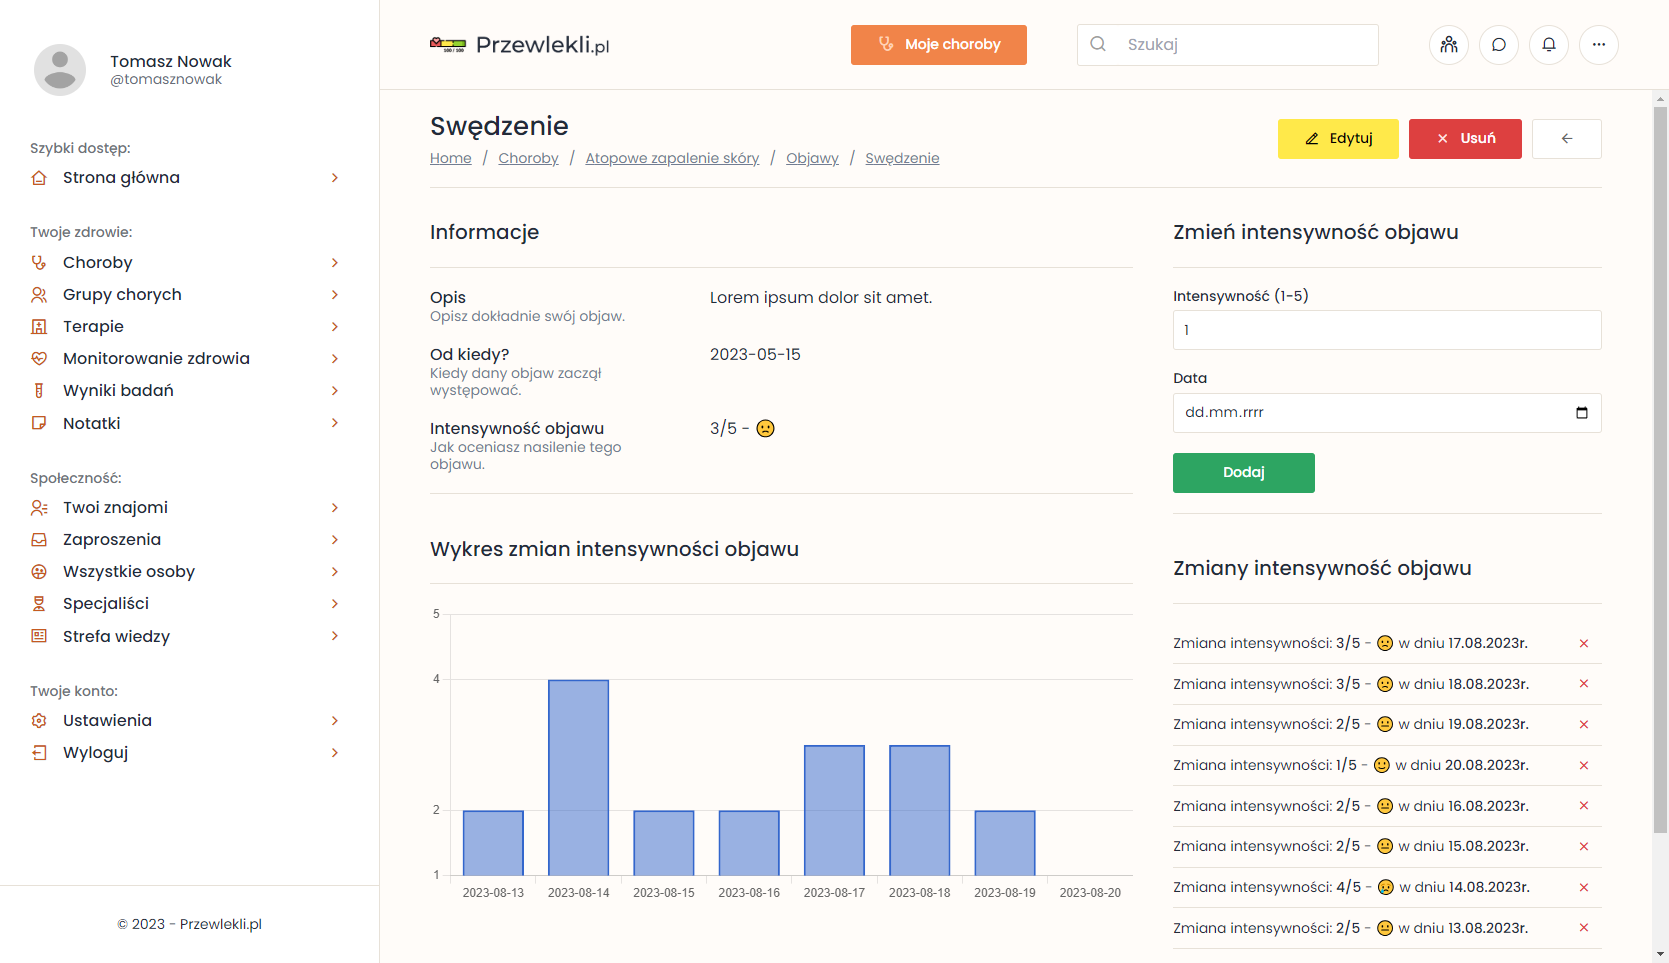 Tomasz Nowak
@tomasznowak
Szybki dostęp:
Strona główna
Twoje zdrowie:
Choroby
Grupy chorych
Terapie
Monitorowanie zdrowia
Wyniki badań
Notatki
Społeczność:
Twoi znajomi
Zaproszenia
Wszystkie osoby
Specjaliści
Strefa wiedzy
Twoje konto:
Ustawienia
Wyloguj
© 2023 - Przewlekli.pl
100 / 100
Przewlekli.pl
Moje choroby
Szukaj
Swędzenie
Home / Choroby / Atopowe zapalenie skóry / Objawy / Swędzenie
Edytuj
Usuń
Informacje
Opis
Opisz dokładnie swój objaw.
Lorem ipsum dolor sit amet.
Od kiedy?
Kiedy dany objaw zaczął
występować.
2023-05-15
Intensywność objawu
Jak oceniasz nasilenie tego
objawu.
3/5 - 🙁
Wykres zmian intensywności objawu
5
4
2
1
2023-08-13 2023-08-14 2023-08-15 2023-08-16 2023-08-17 2023-08-18 2023-08-19 2023-08-20
Zmień intensywność objawu
Intensywność (1-5)
1
Data
dd.mm.rrrr
Dodaj
Zmiany intensywność objawu
Zmiana intensywności: 3/5 - 🙁 w dniu 17.08.2023r.
Zmiana intensywności: 3/5 - 🙁 w dniu 18.08.2023r.
Zmiana intensywności: 2/5 - 😐 w dniu 19.08.2023r.
Zmiana intensywności: 1/5 - 🙂 w dniu 20.08.2023r.
Zmiana intensywności: 2/5 - 😐 w dniu 16.08.2023r.
Zmiana intensywności: 2/5 - 😐 w dniu 15.08.2023r.
Zmiana intensywności: 4/5 - 😢 w dniu 14.08.2023r.
Zmiana intensywności: 2/5 - 😐 w dniu 13.08.2023r.